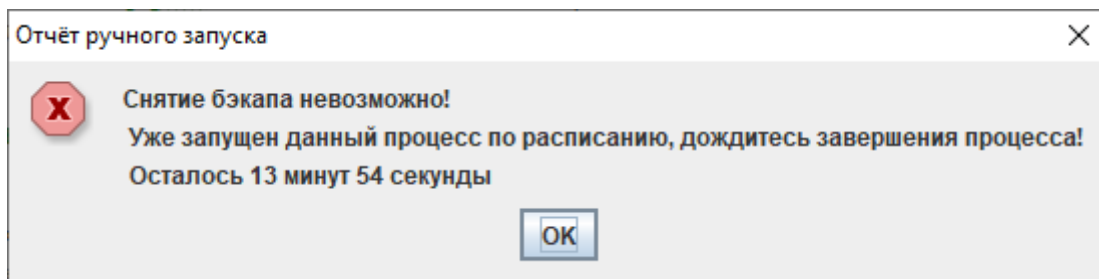 Отчёт ручного запуска
Снятие бэкапа невозможно!
Уже запущен данный процесс по расписанию, дождитесь завершения процесса!
Осталось 13 минут 54 секунды
OK